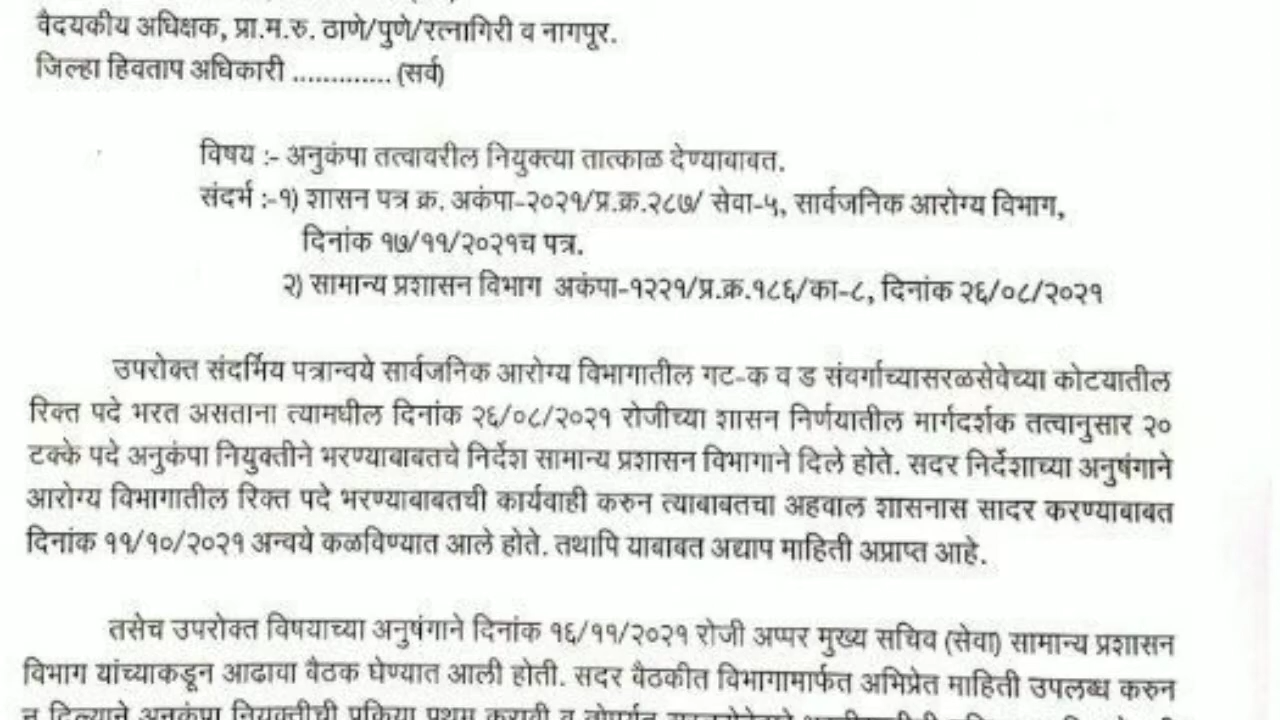 वैदयकीय अधिक्षक, प्रा.म.रु. ठाणे/पुणे/रत्नागिरी व नागपूर.
जिल्हा हिवताप अधिकारी ............. (सर्व)
विषय :- अनुकंपा तत्वावरील नियुक्त्या तात्काळ देण्याबाबत.
संदर्भ :-१) शासन पत्र क्र. अकंपा-२०२१/प्र.क्र.२८७/ सेवा-५, सार्वजनिक आरोग्य विभाग,
दिनांक १७/११/२०२१च पत्र.
२) सामान्य प्रशासन विभाग अकंपा-१२२१/प्र.क्र.१८६/का-८, दिनांक २६/०८/२०२१
उपरोक्त संदर्भिय पत्रान्वये सार्वजनिक आरोग्य विभागातील गट-क व ड संवर्गाच्यासरळसेवेच्या कोटयातील
रिक्त पदे भरत असताना त्यामधील दिनांक २६/०८/२०२१ रोजीच्या शासन निर्णयातील मार्गदर्शक तत्वानुसार २०
टक्के पदे अनुकंपा नियुक्तीने भरण्याबाबतचे निर्देश सामान्य प्रशासन विभागाने दिले होते. सदर निर्देशाच्या अनुषंगाने
आरोग्य विभागातील रिक्त पदे भरण्याबाबतची कार्यवाही करुन त्याबाबतचा अहवाल शासनास सादर करण्याबाबत
दिनांक ११/१०/२०२१ अन्वये कळविण्यात आले होते. तथापि याबाबत अद्याप माहिती अप्राप्त आहे.
तसेच उपरोक्त विषयाच्या अनुषंगाने दिनांक १६/११/२०२१ रोजी अप्पर मुख्य सचिव (सेवा) सामान्य प्रशासन
विभाग यांच्याकडून आढावा बैठक घेण्यात आली होती. सदर बैठकीत विभागामार्फत अभिप्रेत माहिती उपलब्ध करुन
न दिल्याने अनुकंपा नियुक्तीची प्रक्रिया प्रथम करावी व तोपर्यंत